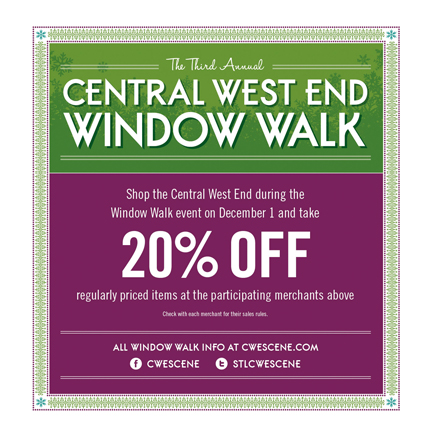 The Third Annual
CENTRAL WEST END
WINDOW WALK
Shop the Central West End during the
Window Walk event on December 1 and take
20% OFF
regularly priced items at the participating merchants above
Check with each merchant for their sales rules.
ALL WINDOW WALK INFO AT CWESCENE.COM
f CWESCENE t STLCWESCENE